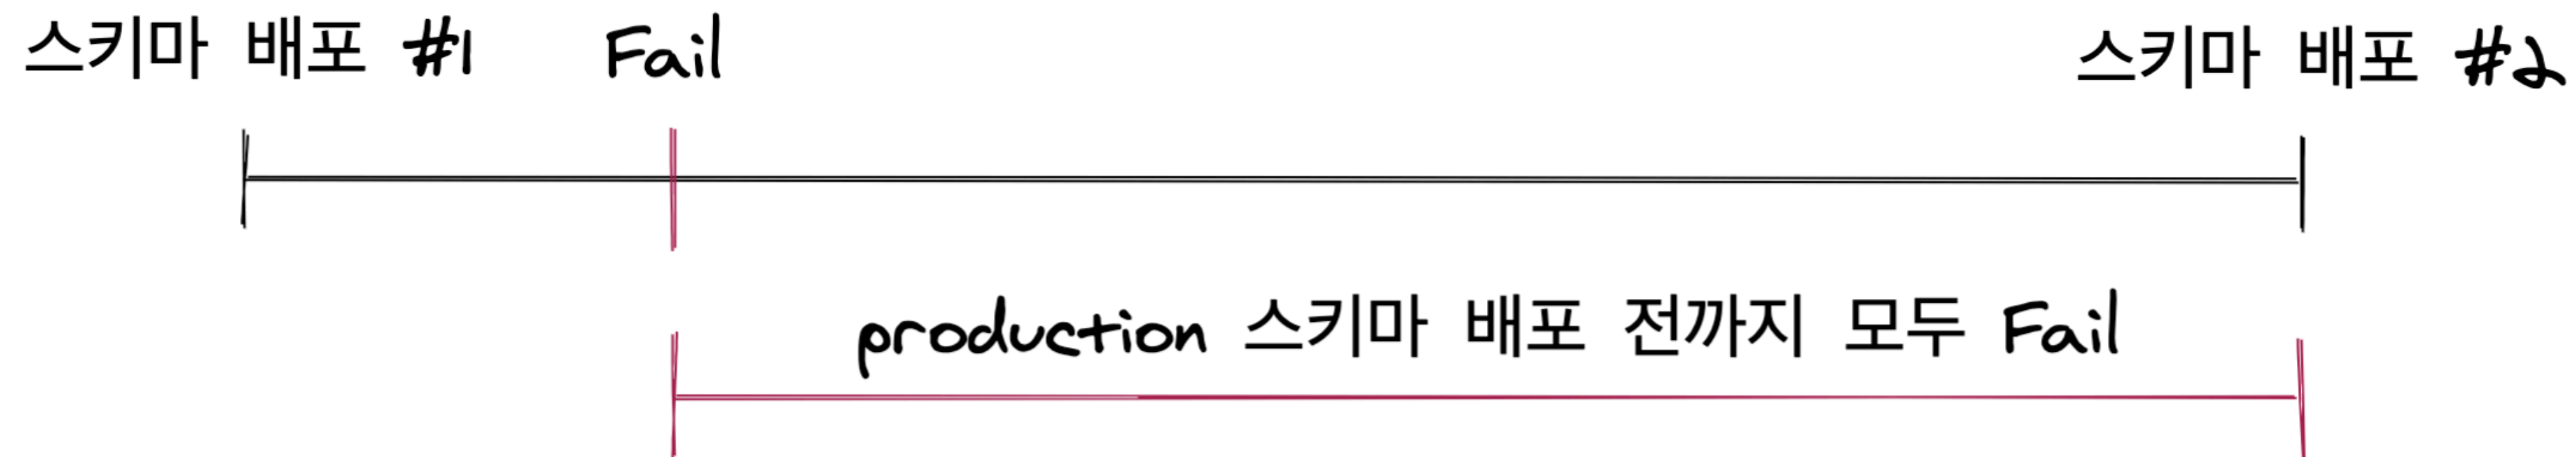 스키마 배포 #1 Fail 스키마 배포 #2
production 스키마 배포 전까지 모두 Fail